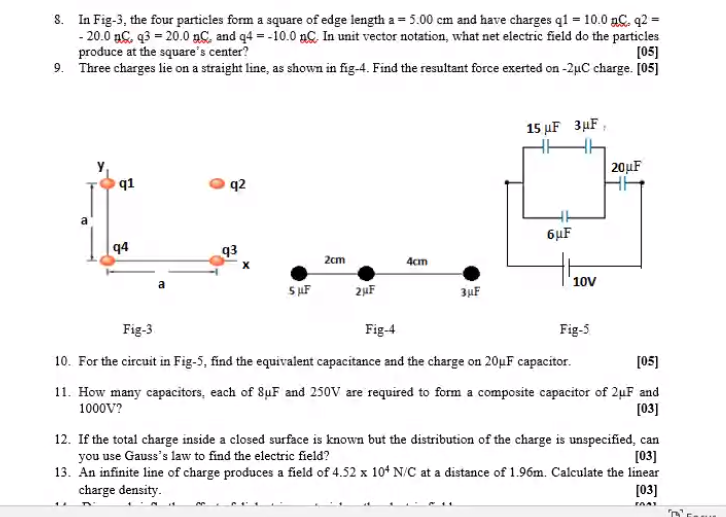 8. In Fig-3, the four particles form a square of edge length a = 5.00 cm and have charges q1 = 10.0 nC, q2 =
- 20.0 nC, q3 = 20.0 nC, and q4 = -10.0 nC. In unit vector notation, what net electric field do the particles
produce at the square's center? [05]
9. Three charges lie on a straight line, as shown in fig-4. Find the resultant force exerted on -2μC charge. [05]
15 μF 3μF
y
20μF
q1 q2
a
6μF
q4 q3
2cm 4cm
x
10V
a
5 μF 2μF 3μF
Fig-3 Fig-4 Fig-5
10. For the circuit in Fig-5, find the equivalent capacitance and the charge on 20μF capacitor. [05]
11. How many capacitors, each of 8μF and 250V are required to form a composite capacitor of 2μF and
1000V? [03]
12. If the total charge inside a closed surface is known but the distribution of the charge is unspecified, can
you use Gauss's law to find the electric field? [03]
13. An infinite line of charge produces a field of 4.52 x 10⁴ N/C at a distance of 1.96m. Calculate the linear
charge density. [03]